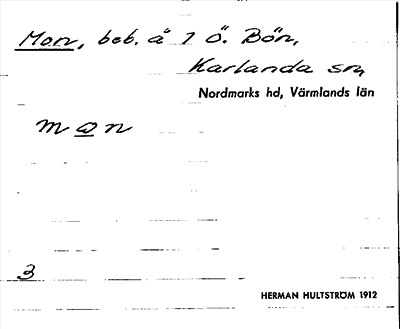 Mon, beb. å 1 Ö. Bön,
Karlanda sn,
Nordmarks hd, Värmlands län
mon
3
HERMAN HULTSTRÖM 1912